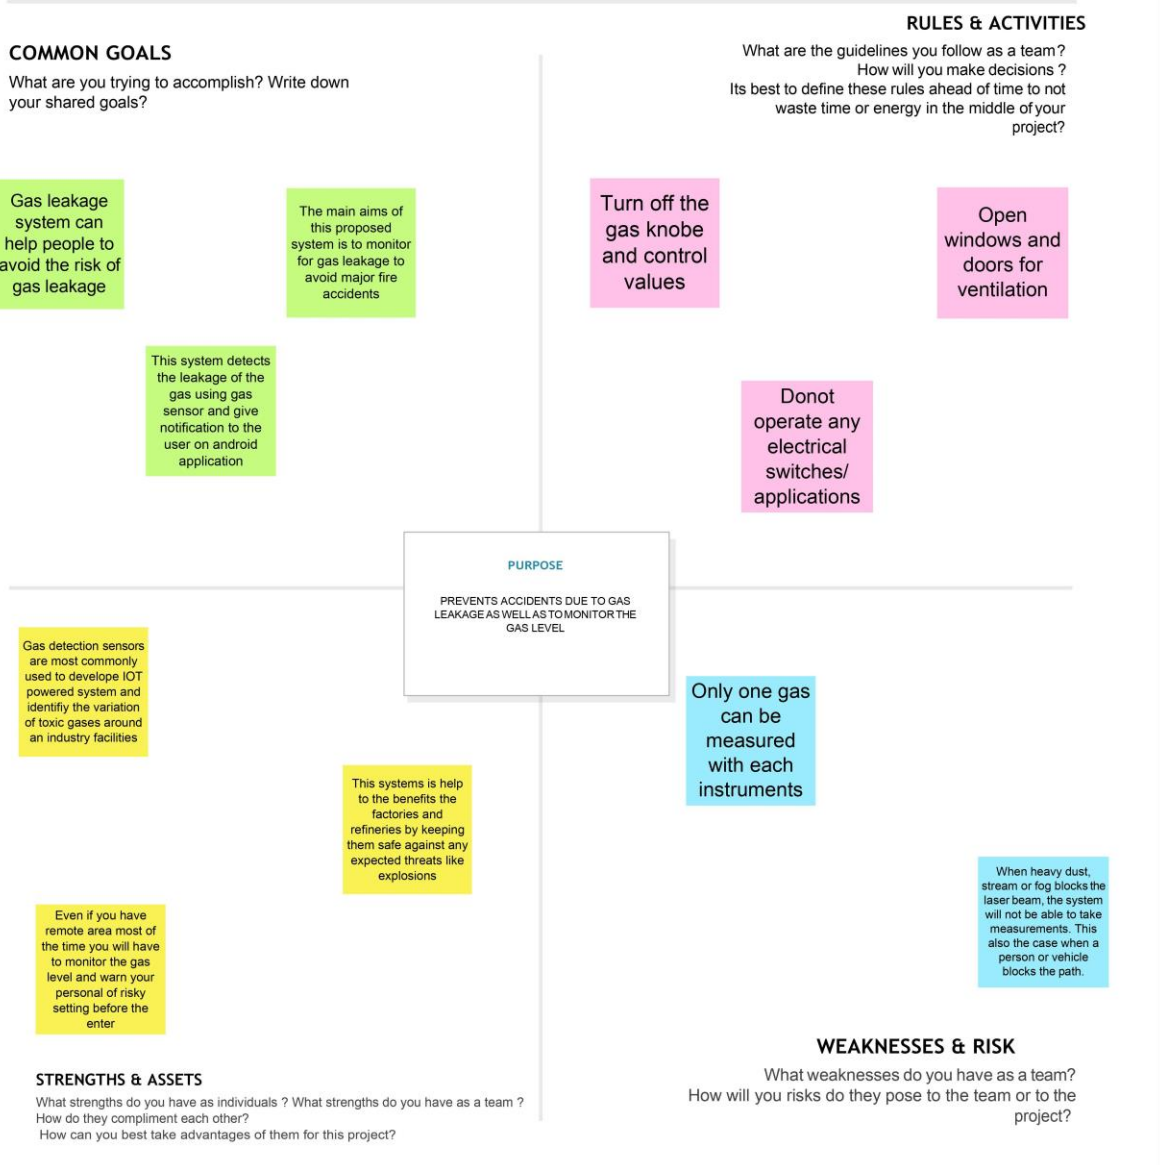 COMMON GOALS
What are you trying to accomplish? Write down
your shared goals?
RULES & ACTIVITIES
What are the guidelines you follow as a team?
How will you make decisions ?
Its best to define these rules ahead of time to not
waste time or energy in the middle of your
project?
Gas leakage
system can
help people to
avoid the risk of
gas leakage
The main aims of
this proposed
system is to monitor
for gas leakage to
avoid major fire
accidents
This system detects
the leakage of the
gas using gas
sensor and give
notification to the
user on android
application
Turn off the
gas knobe
and control
values
Open
windows and
doors for
ventilation
Donot
operate any
electrical
switches/
applications
PURPOSE
PREVENTS ACCIDENTS DUE TO GAS
LEAKAGE AS WELL AS TO MONITOR THE
GAS LEVEL
Gas detection sensors
are most commonly
used to develope IOT
powered system and
identifiy the variation
of toxic gases around
an industry facilities
This systems is help
to the benefits the
factories and
refineries by keeping
them safe against any
expected threats like
explosions
Even if you have
remote area most of
the time you will have
to monitor the gas
level and warn your
personal of risky
setting before the
enter
Only one gas
can be
measured
with each
instruments
When heavy dust,
stream or fog blocks the
laser beam, the system
will not be able to take
measurements. This
also the case when a
person or vehicle
blocks the path.
STRENGTHS & ASSETS
What strengths do you have as individuals ? What strengths do you have as a team ?
How do they compliment each other?
How can you best take advantages of them for this project?
WEAKNESSES & RISK
What weaknesses do you have as a team?
How will you risks do they pose to the team or to the
project?